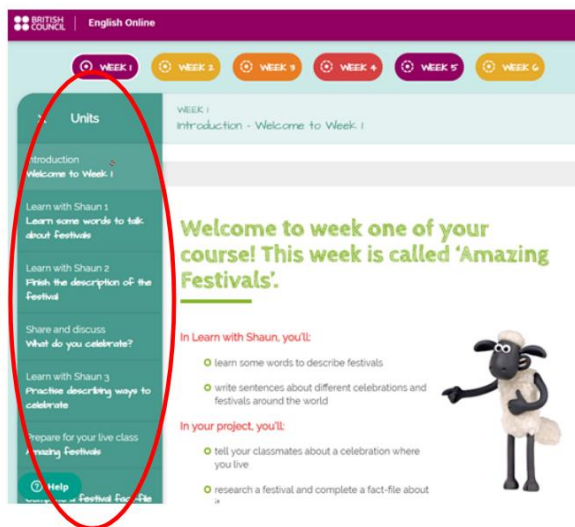 BRITISH
COUNCIL
English Online
WEEK 1
WEEK 2
WEEK 3
WEEK 4
WEEK 5
WEEK 6
Units
Introduction
Welcome to Week 1
Learn with Shaun 1
Learn some words to talk
about festivals
Learn with Shaun 2
Finish the description of the
festival
Share and discuss
What do you celebrate?
Learn with Shaun 3
Practise describing ways to
celebrate
Prepare for your live class
Amazing festivals
a festival fact-file
Help
WEEK 1
Introduction - Welcome to Week 1
Welcome to week one of your
course! This week is called 'Amazing
Festivals'.
In Learn with Shaun, you'll:
learn some words to describe festivals
write sentences about different celebrations and
festivals around the world
In your project, you'll:
tell your classmates about a celebration where
you live
research a festival and complete a fact-file about